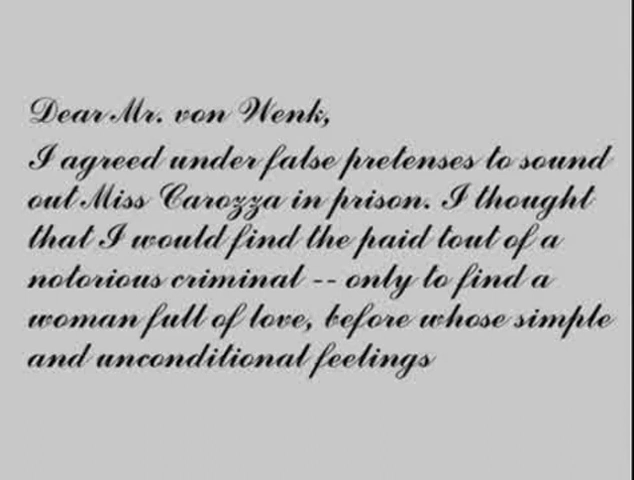 Dear Mr. von Wenk,
I agreed under false pretenses to sound
out Miss Carozza in prison. I thought
that I would find the paid tout of a
notorious criminal -- only to find a
woman full of love, before whose simple
and unconditional feelings